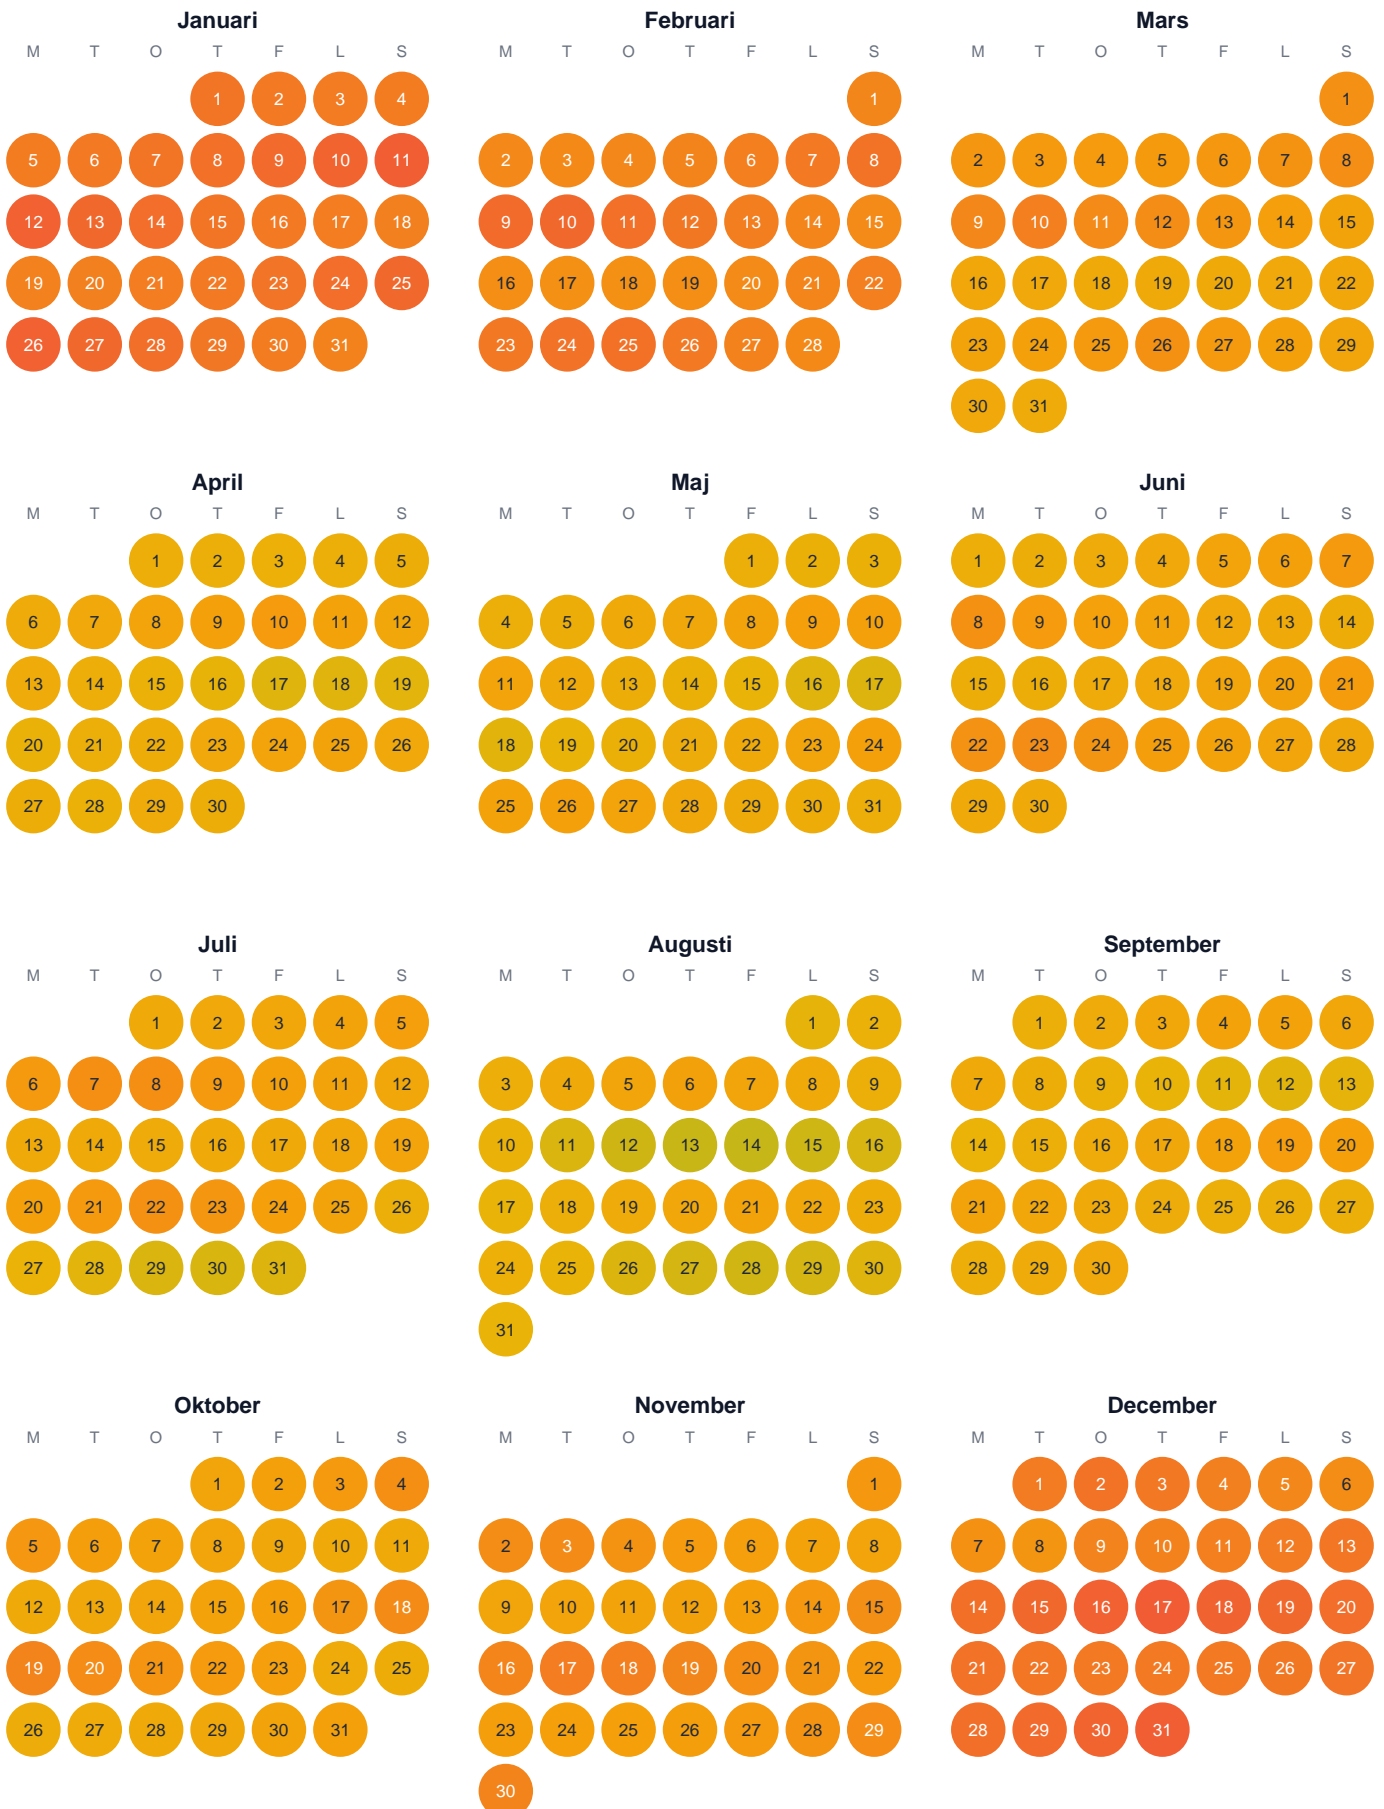 Januari
M T O T F L S
1 2 3 4
5 6 7 8 9 10 11
12 13 14 15 16 17 18
19 20 21 22 23 24 25
26 27 28 29 30 31
Februari
M T O T F L S
1
2 3 4 5 6 7 8
9 10 11 12 13 14 15
16 17 18 19 20 21 22
23 24 25 26 27 28
Mars
M T O T F L S
1
2 3 4 5 6 7 8
9 10 11 12 13 14 15
16 17 18 19 20 21 22
23 24 25 26 27 28 29
30 31
April
M T O T F L S
1 2 3 4 5
6 7 8 9 10 11 12
13 14 15 16 17 18 19
20 21 22 23 24 25 26
27 28 29 30
Maj
M T O T F L S
1 2 3
4 5 6 7 8 9 10
11 12 13 14 15 16 17
18 19 20 21 22 23 24
25 26 27 28 29 30 31
Juni
M T O T F L S
1 2 3 4 5 6 7
8 9 10 11 12 13 14
15 16 17 18 19 20 21
22 23 24 25 26 27 28
29 30
Juli
M T O T F L S
1 2 3 4 5
6 7 8 9 10 11 12
13 14 15 16 17 18 19
20 21 22 23 24 25 26
27 28 29 30 31
Augusti
M T O T F L S
1 2
3 4 5 6 7 8 9
10 11 12 13 14 15 16
17 18 19 20 21 22 23
24 25 26 27 28 29 30
31
September
M T O T F L S
1 2 3 4 5 6
7 8 9 10 11 12 13
14 15 16 17 18 19 20
21 22 23 24 25 26 27
28 29 30
Oktober
M T O T F L S
1 2 3 4
5 6 7 8 9 10 11
12 13 14 15 16 17 18
19 20 21 22 23 24 25
26 27 28 29 30 31
November
M T O T F L S
1
2 3 4 5 6 7 8
9 10 11 12 13 14 15
16 17 18 19 20 21 22
23 24 25 26 27 28 29
30
December
M T O T F L S
1 2 3 4 5 6
7 8 9 10 11 12 13
14 15 16 17 18 19 20
21 22 23 24 25 26 27
28 29 30 31